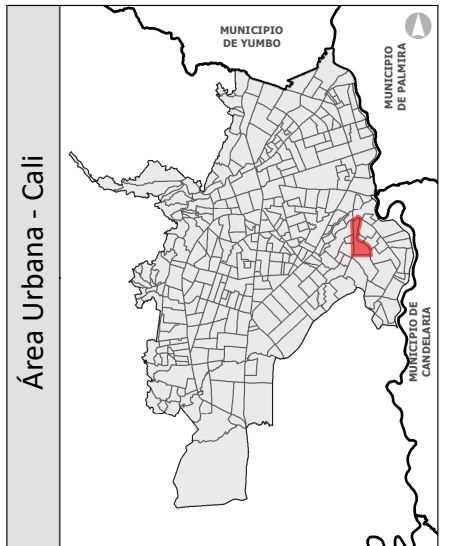 Área Urbana - Cali
MUNICIPIO
DE YUMBO
MUNICIPIO
DE PALMIRA
MUNICIPIO DE
CANDELARIA